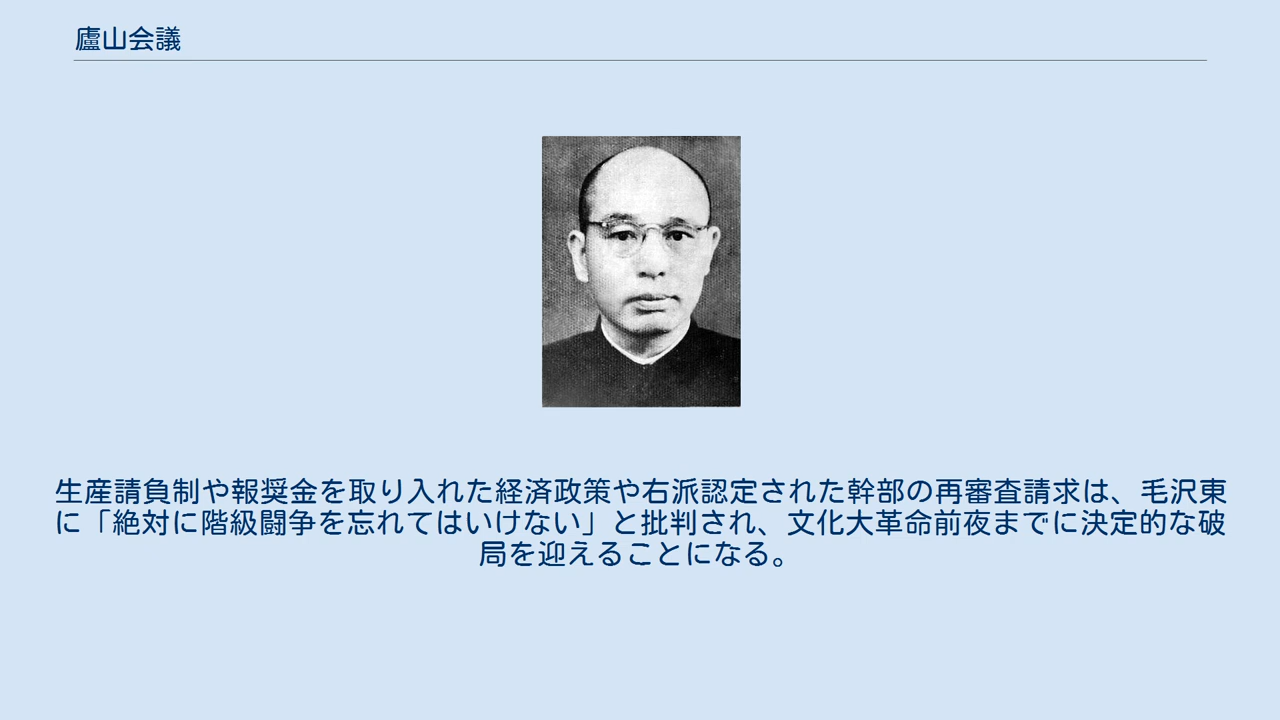 廬山会議
生産請負制や報奨金を取り入れた経済政策や右派認定された幹部の再審査請求は、毛沢東
に「絶対に階級闘争を忘れてはいけない」と批判され、文化大革命前夜までに決定的な破
局を迎えることになる。